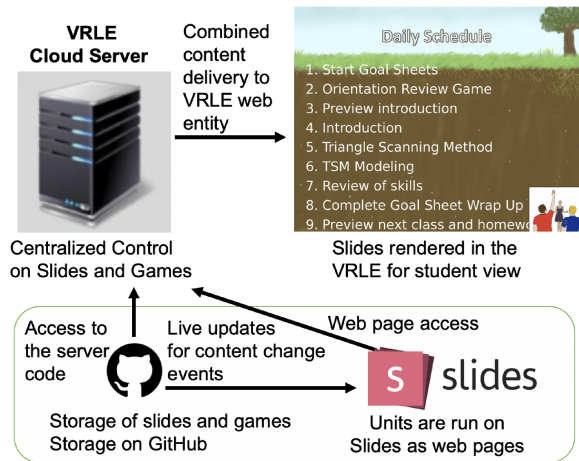 VRLE
Cloud Server
Combined
content
delivery to
VRLE web
entity
Daily Schedule
1. Start Goal Sheets
2. Orientation Review Game
3. Preview introduction
4. Introduction
5. Triangle Scanning Method
6. TSM Modeling
7. Review of skills
8. Complete Goal Sheet Wrap Up
9. Preview next class and homewo
Centralized Control
on Slides and Games
Slides rendered in the
VRLE for student view
Access to
the server
code
Live updates
for content change
events
Web page access
S slides
Storage of slides and games
Storage on GitHub
Units are run on
Slides as web pages